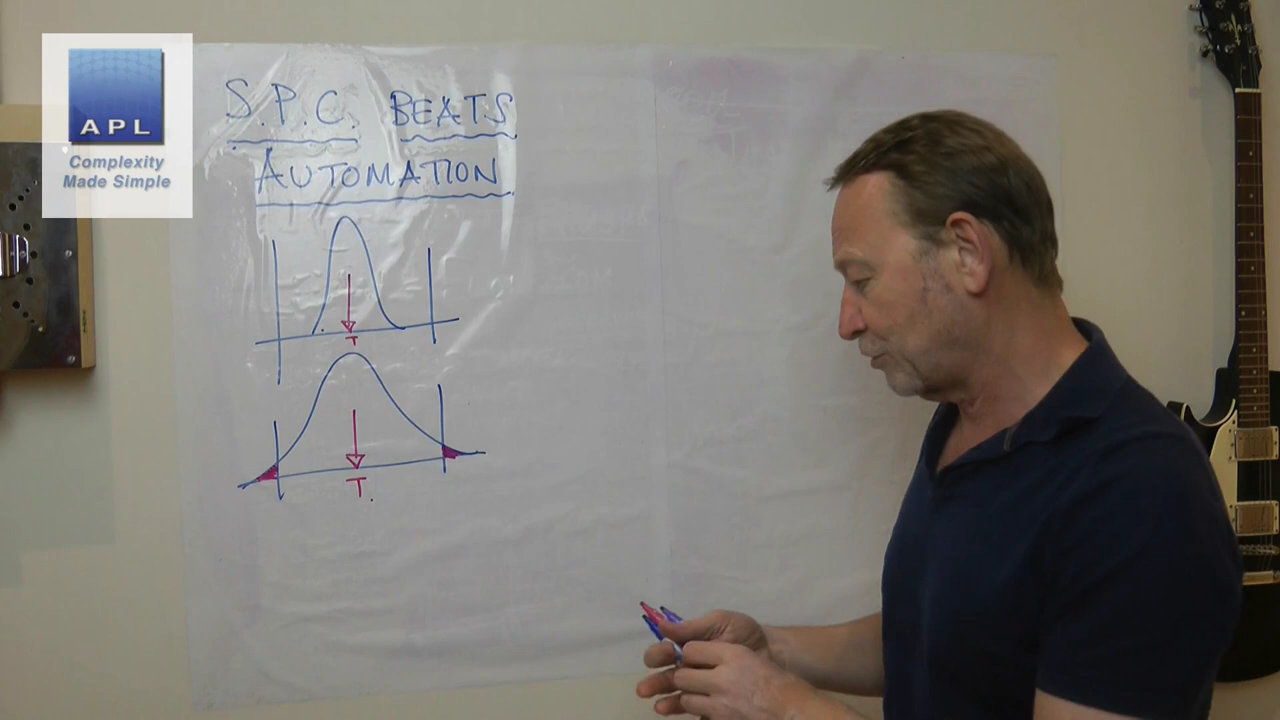 APL
Complexity
Made Simple
S.P.C. BEATS
AUTOMATION
T
T.